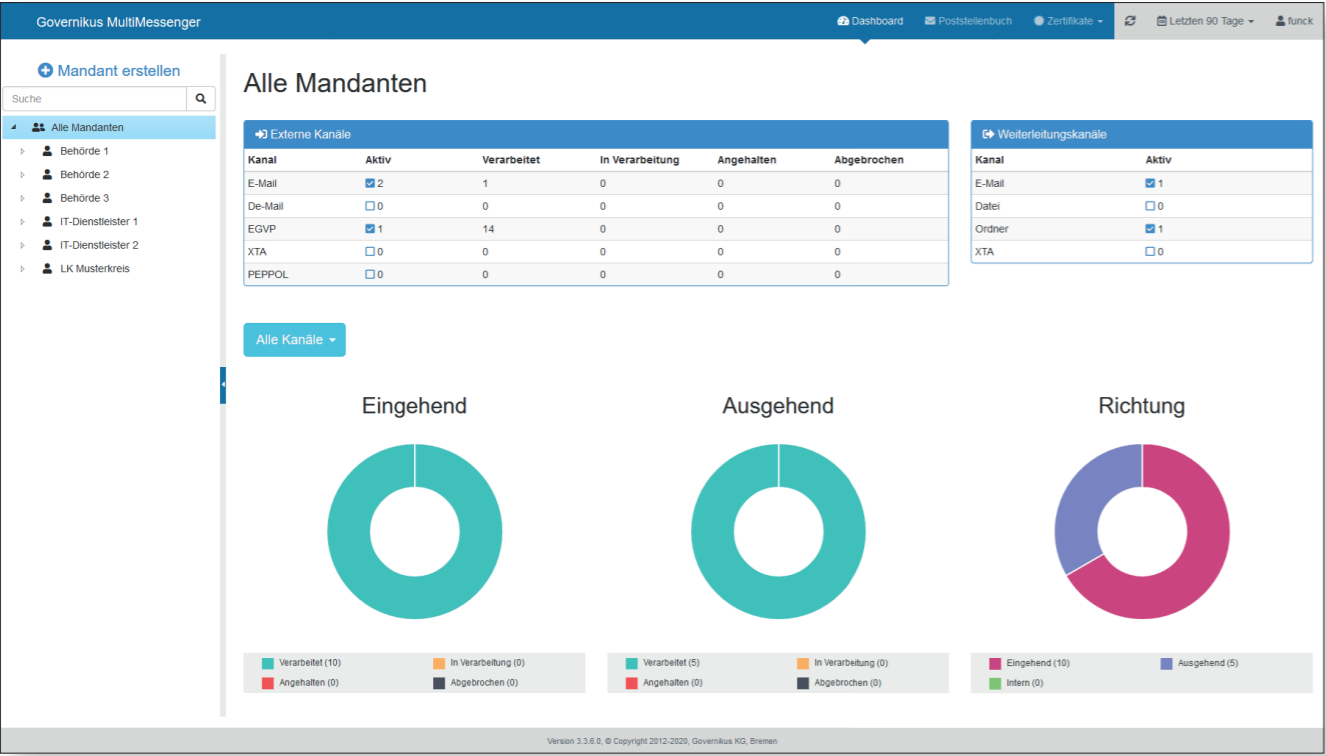 Governikus MultiMessenger
Dashboard Poststellenbuch Zertifikate Letzten 90 Tage funck
Mandant erstellen
Suche
Alle Mandanten
Behörde 1
Behörde 2
Behörde 3
IT-Dienstleister 1
IT-Dienstleister 2
LK Musterkreis
Alle Mandanten
Externe Kanäle
Kanal Aktiv Verarbeitet In Verarbeitung Angehalten Abgebrochen
E-Mail 2 1 0 0 0
De-Mail 0 0 0 0 0
EGVP 1 14 0 0 0
XTA 0 0 0 0 0
PEPPOL 0 0 0 0 0
Weiterleitungskanäle
Kanal Aktiv
E-Mail 1
Datei 0
Ordner 1
XTA 0
Alle Kanäle
Eingehend
Verarbeitet (10) In Verarbeitung (0)
Angehalten (0) Abgebrochen (0)
Ausgehend
Verarbeitet (5) In Verarbeitung (0)
Angehalten (0) Abgebrochen (0)
Richtung
Eingehend (10) Ausgehend (5)
Intern (0)
Version 3.3.6.0, © Copyright 2012-2020, Governikus KG, Bremen